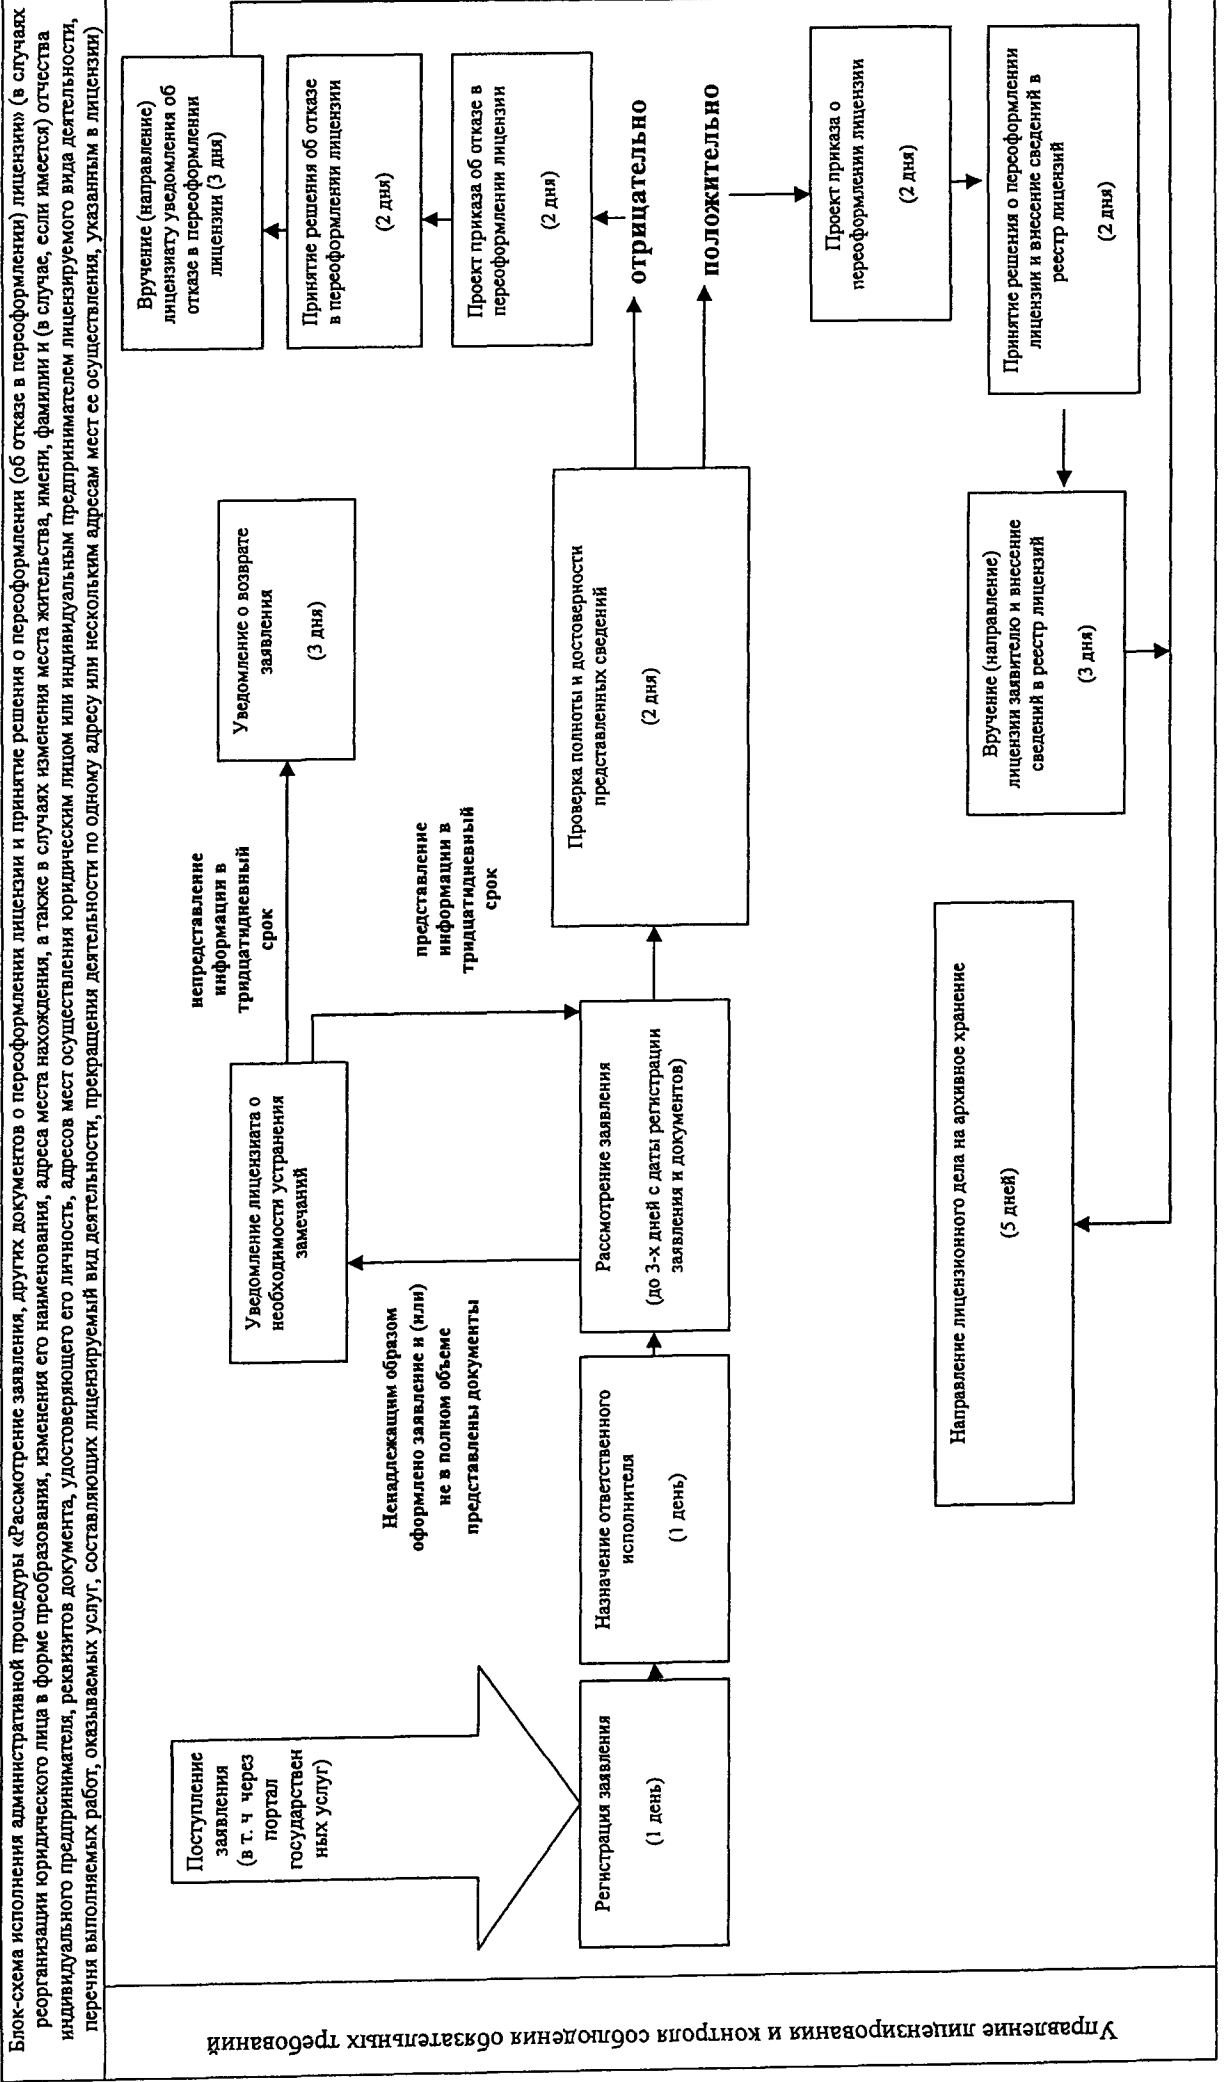 Блок-схема исполнения административной процедуры «Рассмотрение заявления, других документов о переоформлении лицензии и принятие решения о переоформлении (об отказе в переоформлении) лицензии» (в случаях
реорганизации юридического лица в форме преобразования, изменения его наименования, адреса места нахождения, а также в случаях изменения места жительства, имени, фамилии и (в случае, если имеется) отчества
индивидуального предпринимателя, реквизитов документа, удостоверяющего его личность, адресов мест осуществления юридическим лицом или индивидуальным предпринимателем лицензируемого вида деятельности,
перечня выполняемых работ, оказываемых услуг, составляющих лицензируемый вид деятельности, прекращения деятельности по одному адресу или нескольким адресам мест ее осуществления, указанным в лицензии)
Управление лицензирования и контроля соблюдения обязательных требований
Поступление
заявления
(в т. ч через
портал
государствен
ных услуг)
Регистрация заявления
(1 день)
Назначение ответственного
исполнителя
(1 день)
Рассмотрение заявления
(до 3-х дней с даты регистрации
заявления и документов)
Ненадлежащим образом
оформлено заявление и (или)
не в полном объеме
представлены документы
Уведомление лицензиата о
необходимости устранения
замечаний
непредставление
информации в
тридцатидневный
срок
Уведомление о возврате
заявления
(3 дня)
представление
информации в
тридцатидневный
срок
Проверка полноты и достоверности
представленных сведений
(2 дня)
отрицательно
положительно
Проект приказа об отказе в
переоформлении лицензии
(2 дня)
Принятие решения об отказе
в переоформлении лицензии
(2 дня)
Вручение (направление)
лицензиату уведомления об
отказе в переоформлении
лицензии (3 дня)
Проект приказа о
переоформлении лицензии
(2 дня)
Принятие решения о переоформлении
лицензии и внесение сведений в
реестр лицензий
(2 дня)
Вручение (направление)
лицензии заявителю и внесение
сведений в реестр лицензий
(3 дня)
Направление лицензионного дела на архивное хранение
(5 дней)